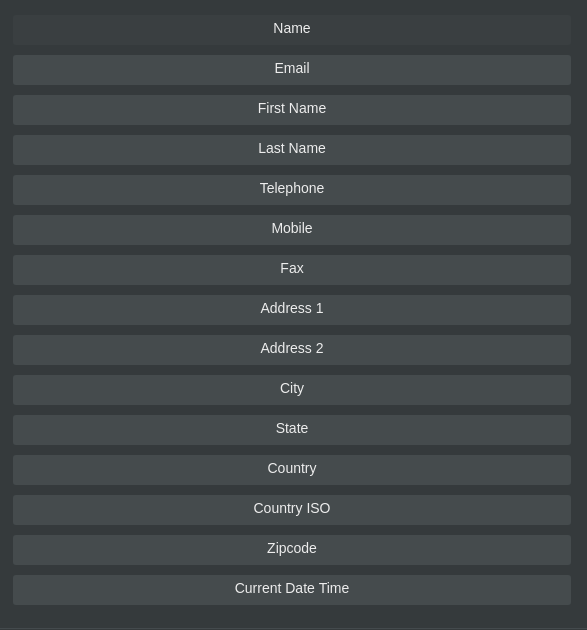 Name
Email
First Name
Last Name
Telephone
Mobile
Fax
Address 1
Address 2
City
State
Country
Country ISO
Zipcode
Current Date Time